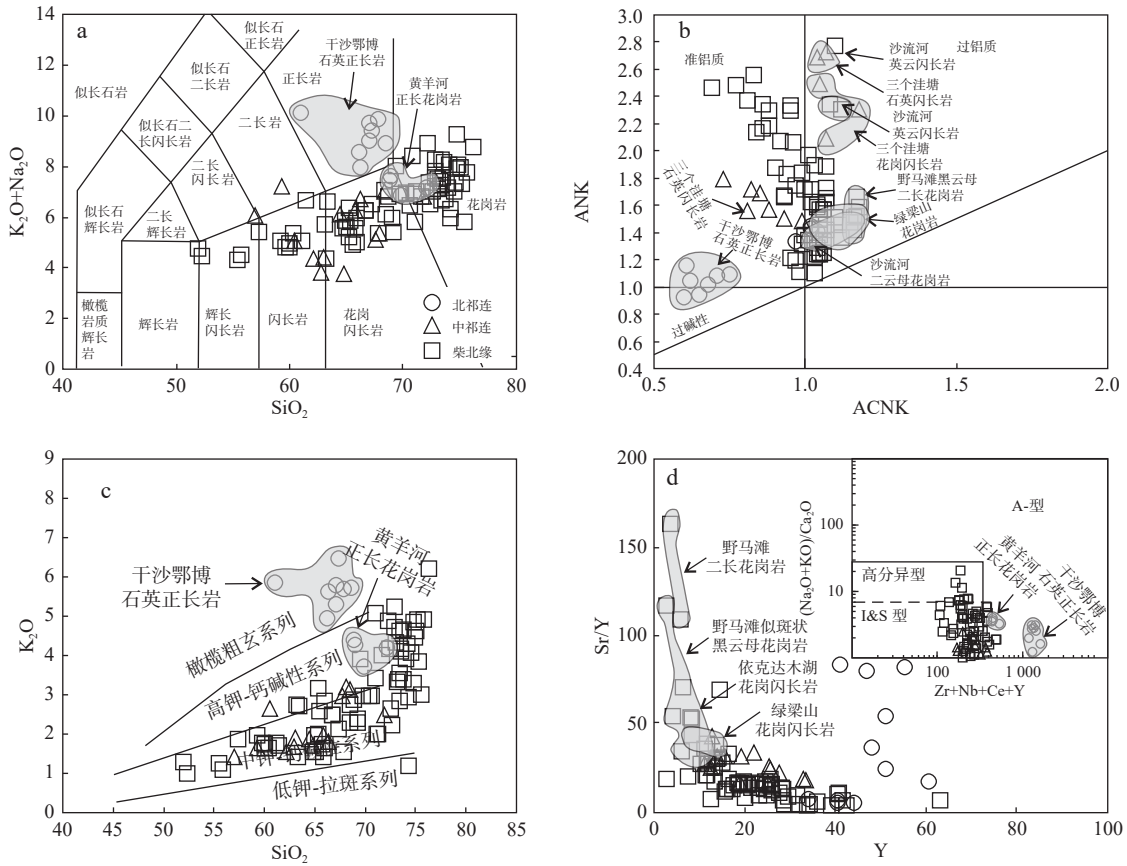 a
14
12
10
8
6
4
2
0
K₂O+Na₂O
40
50
60
70
80
SiO₂
似长石岩
似长石
正长岩
似长石
二长岩
似长石二
长闪长岩
似长石
辉长岩
二长
辉长岩
二长
闪长岩
二长岩
正长岩
干沙鄂博
石英正长岩
黄羊河
正长花岗岩
花岗岩
橄榄
岩质
辉长
岩
辉长岩
辉长
闪长岩
闪长岩
花岗
闪长岩
北祁连
中祁连
柴北缘
b
3.0
2.8
2.6
2.4
2.2
2.0
1.8
1.6
1.4
1.2
1.0
0.8
0.6
0.4
ANK
0.5
1.0
1.5
2.0
ACNK
准铝质
过铝质
过碱性
沙流河
英云闪长岩
三个洼塘
石英闪长岩
沙流河
英云闪长岩
三个洼塘
花岗闪长岩
野马滩黑云母
二长花岗岩
绿梁山
花岗岩
沙流河
二云母花岗岩
三个洼塘
石英闪长岩
干沙鄂博
石英正长岩
c
9
8
7
6
5
4
3
2
1
0
K₂O
40
45
50
55
60
65
70
75
80
85
SiO₂
干沙鄂博
石英正长岩
黄羊河
正长花岗岩
橄榄粗玄系列
高钾-钙碱性系列
系列
低钾-拉斑系列
d
200
150
100
50
0
Sr/Y
0
20
40
60
80
100
Y
野马滩
二长花岗岩
野马滩似斑状
黑云母花岗岩
依克达木湖
花岗闪长岩
绿梁山
花岗闪长岩
(Na₂O+KO)/Ca₂O
100
10
100
1 000
Zr+Nb+Ce+Y
A-型
高分异型
I&S 型
黄羊河
正长花岗岩
干沙鄂博
石英正长岩